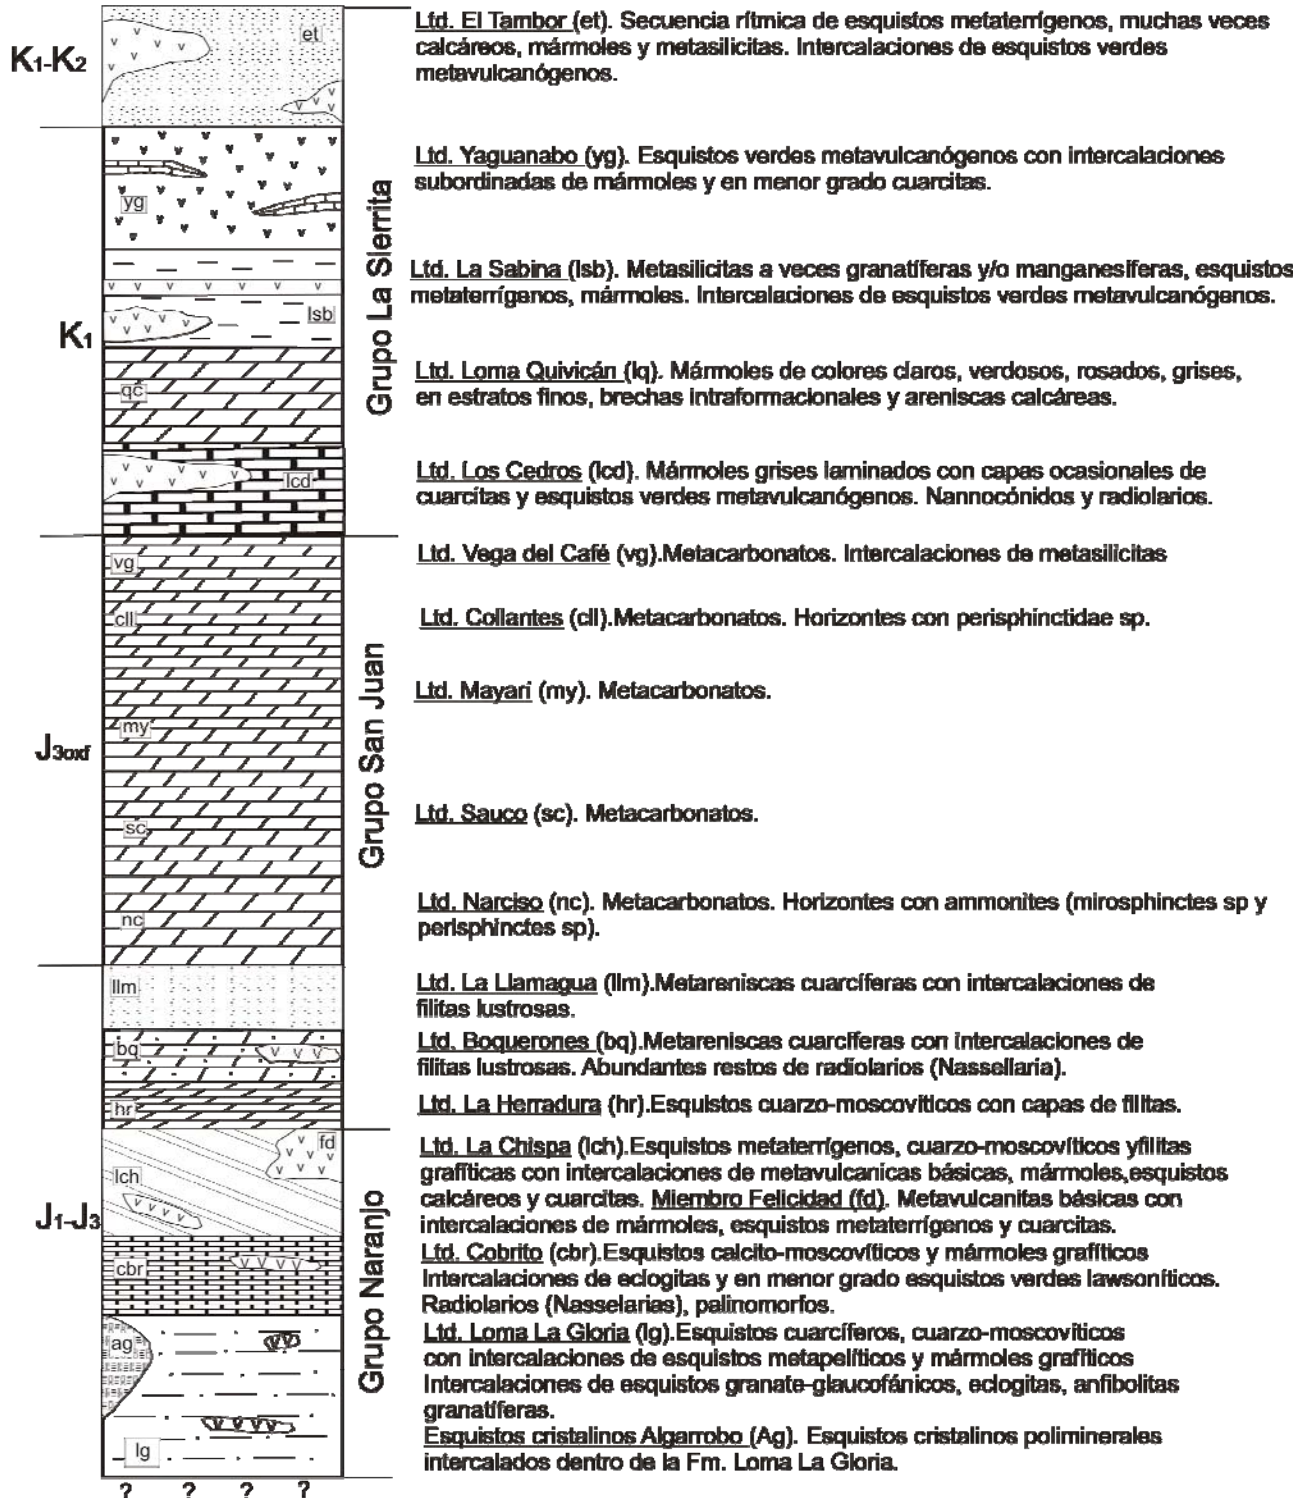 K1-K2
et
Ltd. El Tambor (et). Secuencia rítmica de esquistos metaterrígenos, muchas veces
calcáreos, mármoles y metasilicitas. Intercalaciones de esquistos verdes
metavulcanógenos.
yg
Ltd. Yaguanabo (yg). Esquistos verdes metavulcanógenos con intercalaciones
subordinadas de mármoles y en menor grado cuarcitas.
Grupo La Sierrita
K1
lsb
Ltd. La Sabina (lsb). Metasilicitas a veces granatíferas y/o manganesíferas, esquistos
metaterrígenos, mármoles. Intercalaciones de esquistos verdes metavulcanógenos.
qc
Ltd. Loma Quivicán (lq). Mármoles de colores claros, verdosos, rosados, grises,
en estratos finos, brechas intraformacionales y areniscas calcáreas.
lcd
Ltd. Los Cedros (lcd). Mármoles grises laminados con capas ocasionales de
cuarcitas y esquistos verdes metavulcanógenos. Nannocónidos y radiolarios.
vg
Ltd. Vega del Café (vg).Metacarbonatos. Intercalaciones de metasilicitas
cll
Ltd. Collantes (cll).Metacarbonatos. Horizontes con perisphinctidae sp.
Grupo San Juan
J3oxf
my
Ltd. Mayari (my). Metacarbonatos.
sc
Ltd. Sauco (sc). Metacarbonatos.
nc
Ltd. Narciso (nc). Metacarbonatos. Horizontes con ammonites (mirosphinctes sp y
perisphinctes sp).
llm
Ltd. La Llamagua (llm).Metareniscas cuarcíferas con intercalaciones de
filitas lustrosas.
bq
Ltd. Boquerones (bq).Metareniscas cuarcíferas con intercalaciones de
filitas lustrosas. Abundantes restos de radiolarios (Nassellaria).
hr
Ltd. La Herradura (hr).Esquistos cuarzo-moscovíticos con capas de filitas.
Grupo Naranjo
J1-J3
fd
lch
Ltd. La Chispa (lch).Esquistos metaterrígenos, cuarzo-moscovíticos yfilitas
grafíticas con intercalaciones de metavulcanicas básicas, mármoles,esquistos
calcáreos y cuarcitas. Miembro Felicidad (fd). Metavulcanitas básicas con
intercalaciones de mármoles, esquistos metaterrígenos y cuarcitas.
cbr
Ltd. Cobrito (cbr).Esquistos calcito-moscovíticos y mármoles grafíticos
Intercalaciones de eclogitas y en menor grado esquistos verdes lawsoníticos.
Radiolarios (Nasselarias), palinomorfos.
ag
lg
Ltd. Loma La Gloria (lg).Esquistos cuarcíferos, cuarzo-moscovíticos
con intercalaciones de esquistos metapelíticos y mármoles grafíticos
Intercalaciones de esquistos granate-glaucofánicos, eclogitas, anfibolitas
granatíferas.
Esquistos cristalinos Algarrobo (Ag). Esquistos cristalinos poliminerales
intercalados dentro de la Fm. Loma La Gloria.
? ? ? ?